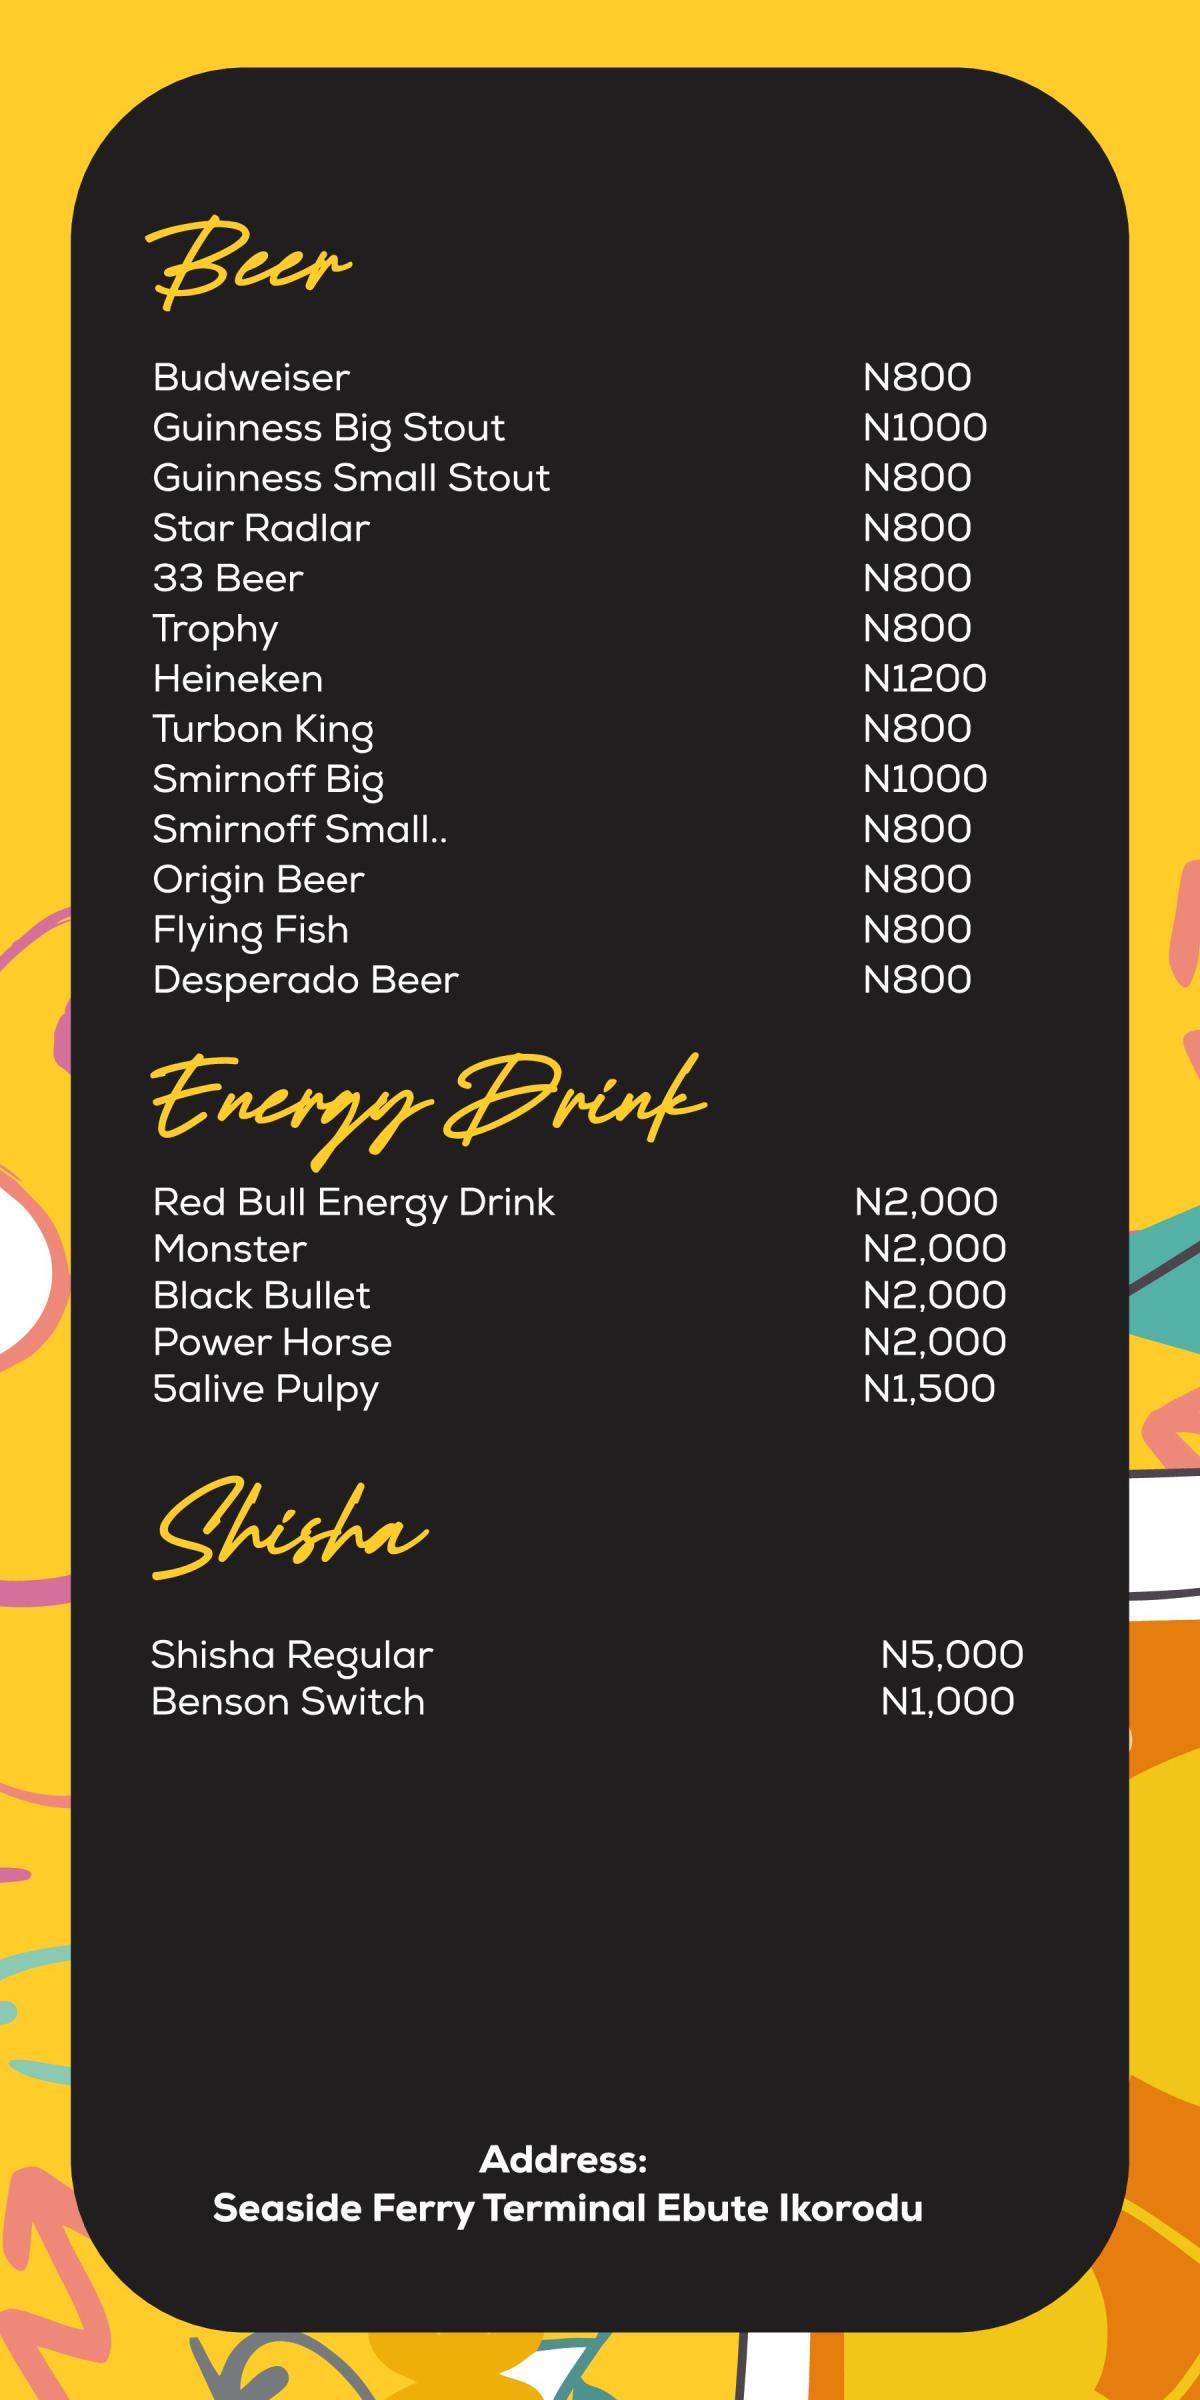 Beer
Budweiser N800
Guinness Big Stout N1000
Guinness Small Stout N800
Star Radlar N800
33 Beer N800
Trophy N800
Heineken N1200
Turbon King N800
Smirnoff Big N1000
Smirnoff Small.. N800
Origin Beer N800
Flying Fish N800
Desperado Beer N800
Energy Drink
Red Bull Energy Drink N2,000
Monster N2,000
Black Bullet N2,000
Power Horse N2,000
5alive Pulpy N1,500
Shisha
Shisha Regular N5,000
Benson Switch N1,000
Address:
Seaside Ferry Terminal Ebute Ikorodu